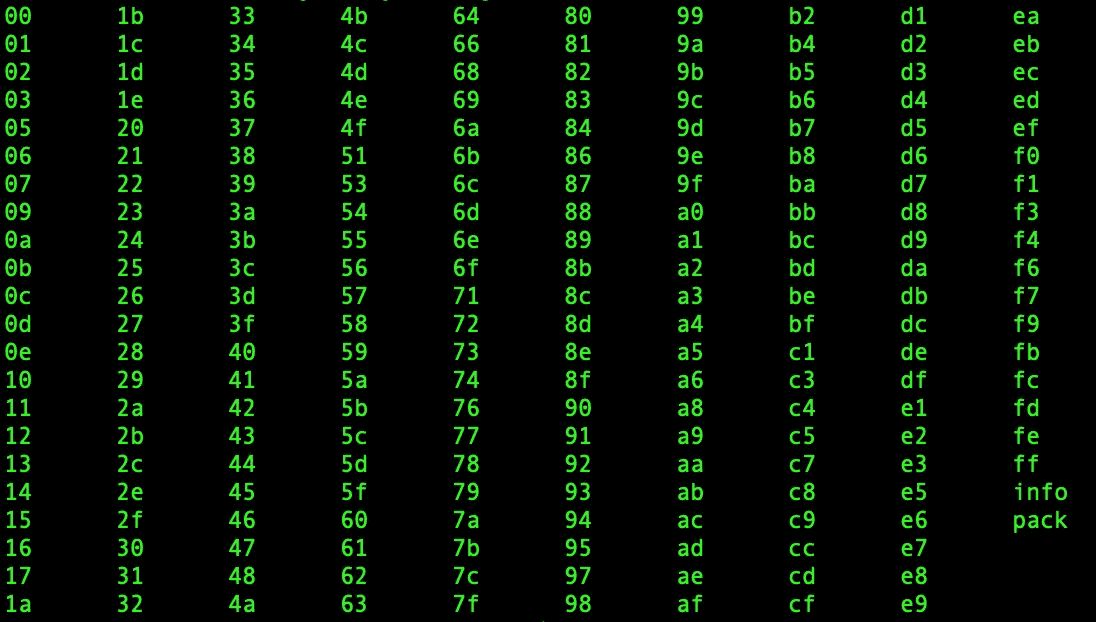 00 1b 33 4b 64 80 99 b2 d1 ea
01 1c 34 4c 66 81 9a b4 d2 eb
02 1d 35 4d 68 82 9b b5 d3 ec
03 1e 36 4e 69 83 9c b6 d4 ed
05 20 37 4f 6a 84 9d b7 d5 ef
06 21 38 51 6b 86 9e b8 d6 f0
07 22 39 53 6c 87 9f ba d7 f1
09 23 3a 54 6d 88 a0 bb d8 f3
0a 24 3b 55 6e 89 a1 bc d9 f4
0b 25 3c 56 6f 8b a2 bd da f6
0c 26 3d 57 71 8c a3 be db f7
0d 27 3f 58 72 8d a4 bf dc f9
0e 28 40 59 73 8e a5 c1 de fb
10 29 41 5a 74 8f a6 c3 df fc
11 2a 42 5b 76 90 a8 c4 e1 fd
12 2b 43 5c 77 91 a9 c5 e2 fe
13 2c 44 5d 78 92 aa c7 e3 ff
14 2e 45 5f 79 93 ab c8 e5 info
15 2f 46 60 7a 94 ac c9 e6 pack
16 30 47 61 7b 95 ad cc e7
17 31 48 62 7c 97 ae cd e8
1a 32 4a 63 7f 98 af cf e9